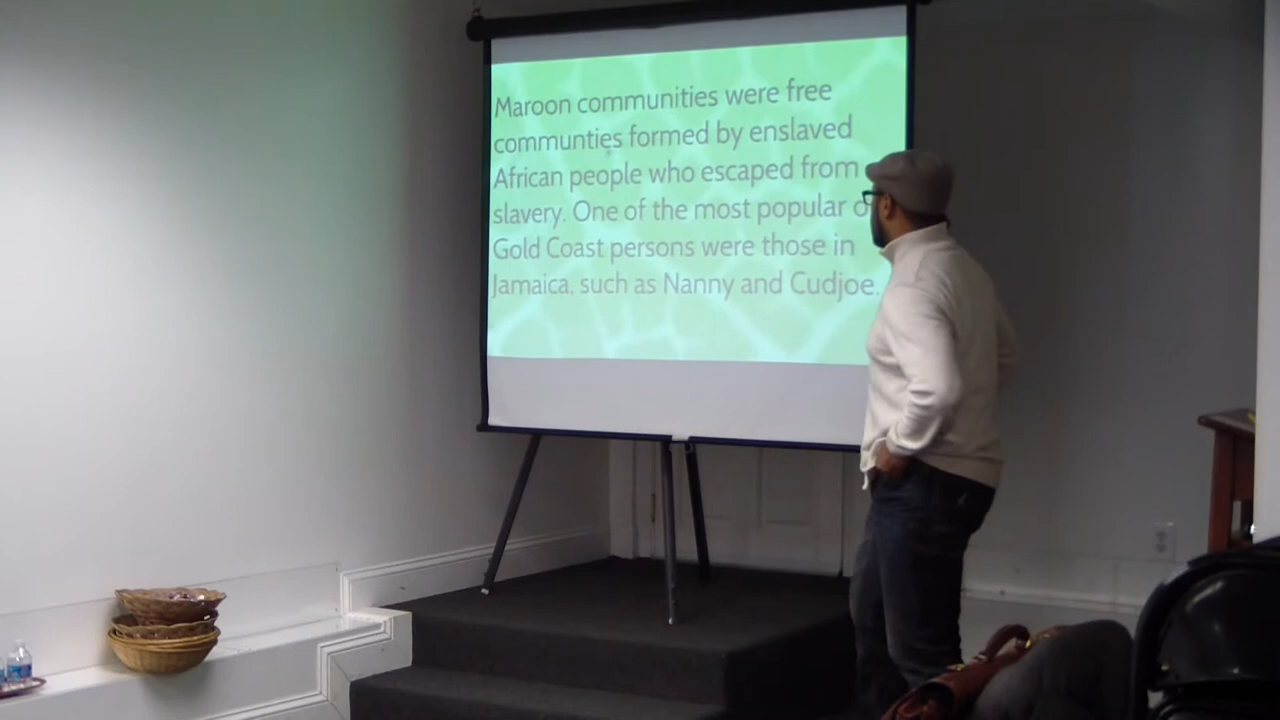 Maroon communities were free
communties formed by enslaved
African people who escaped from
slavery. One of the most popular
Gold Coast persons were those in
Jamaica, such as Nanny and Cudjoe.